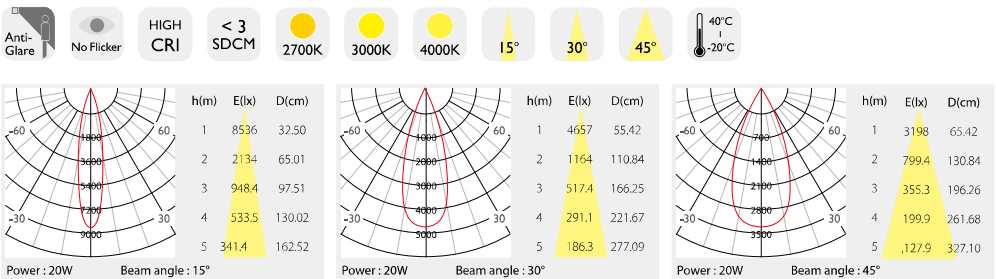 Anti-
Glare
No Flicker
HIGH
CRI
< 3
SDCM
2700K
3000K
4000K
15°
30°
45°
40°C
-20°C
h(m) E(lx) D(cm)
1 8536 32.50
2 2134 65.01
3 948.4 97.51
4 533.5 130.02
5 341.4 162.52
-60 60
-30 30
1800
3600
5400
7200
9000
Power : 20W Beam angle : 15°
h(m) E(lx) D(cm)
1 4657 55.42
2 1164 110.84
3 517.4 166.25
4 291.1 221.67
5 186.3 277.09
-60 60
-30 30
1000
2000
3000
4000
5000
Power : 20W Beam angle : 30°
h(m) E(lx) D(cm)
1 3198 65.42
2 799.4 130.84
3 355.3 196.26
4 199.9 261.68
5 ,127.9 327.10
-60 60
-30 30
700
1400
2100
2800
3500
Power : 20W Beam angle : 45°